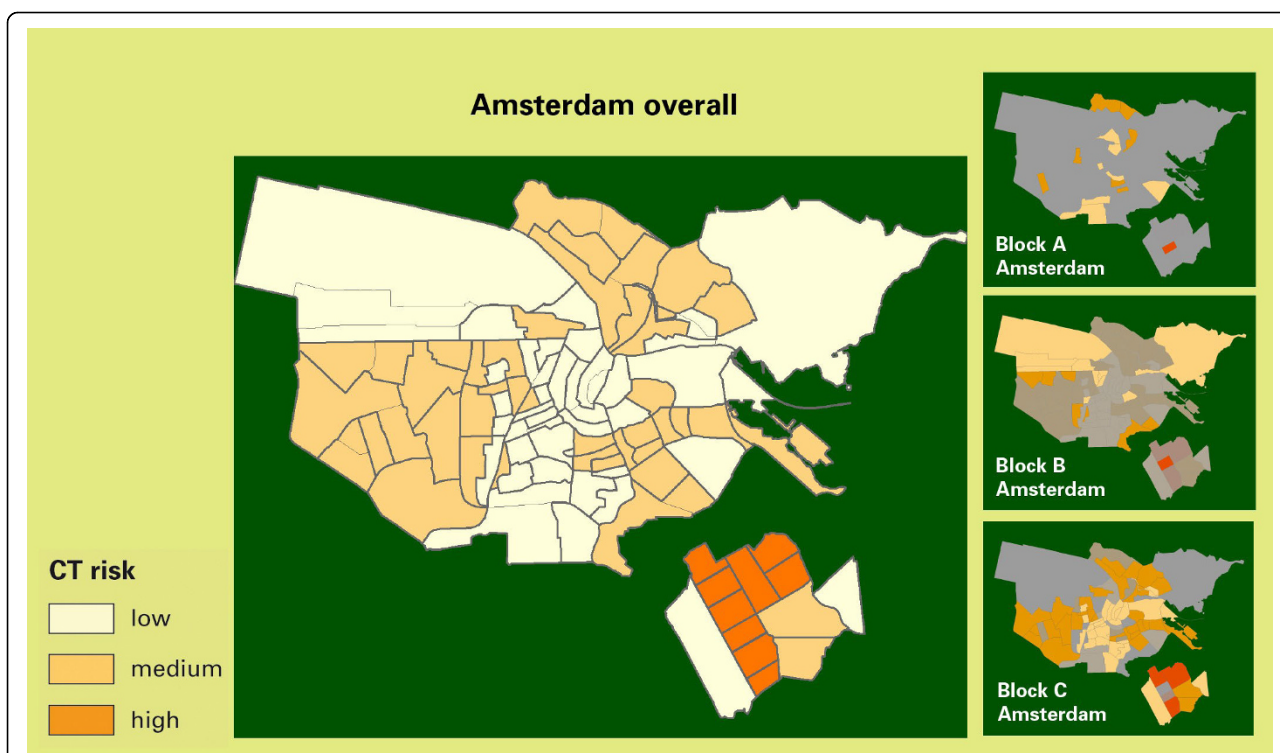 Amsterdam overall
CT risk
low
medium
high
Block A
Amsterdam
Block B
Amsterdam
Block C
Amsterdam